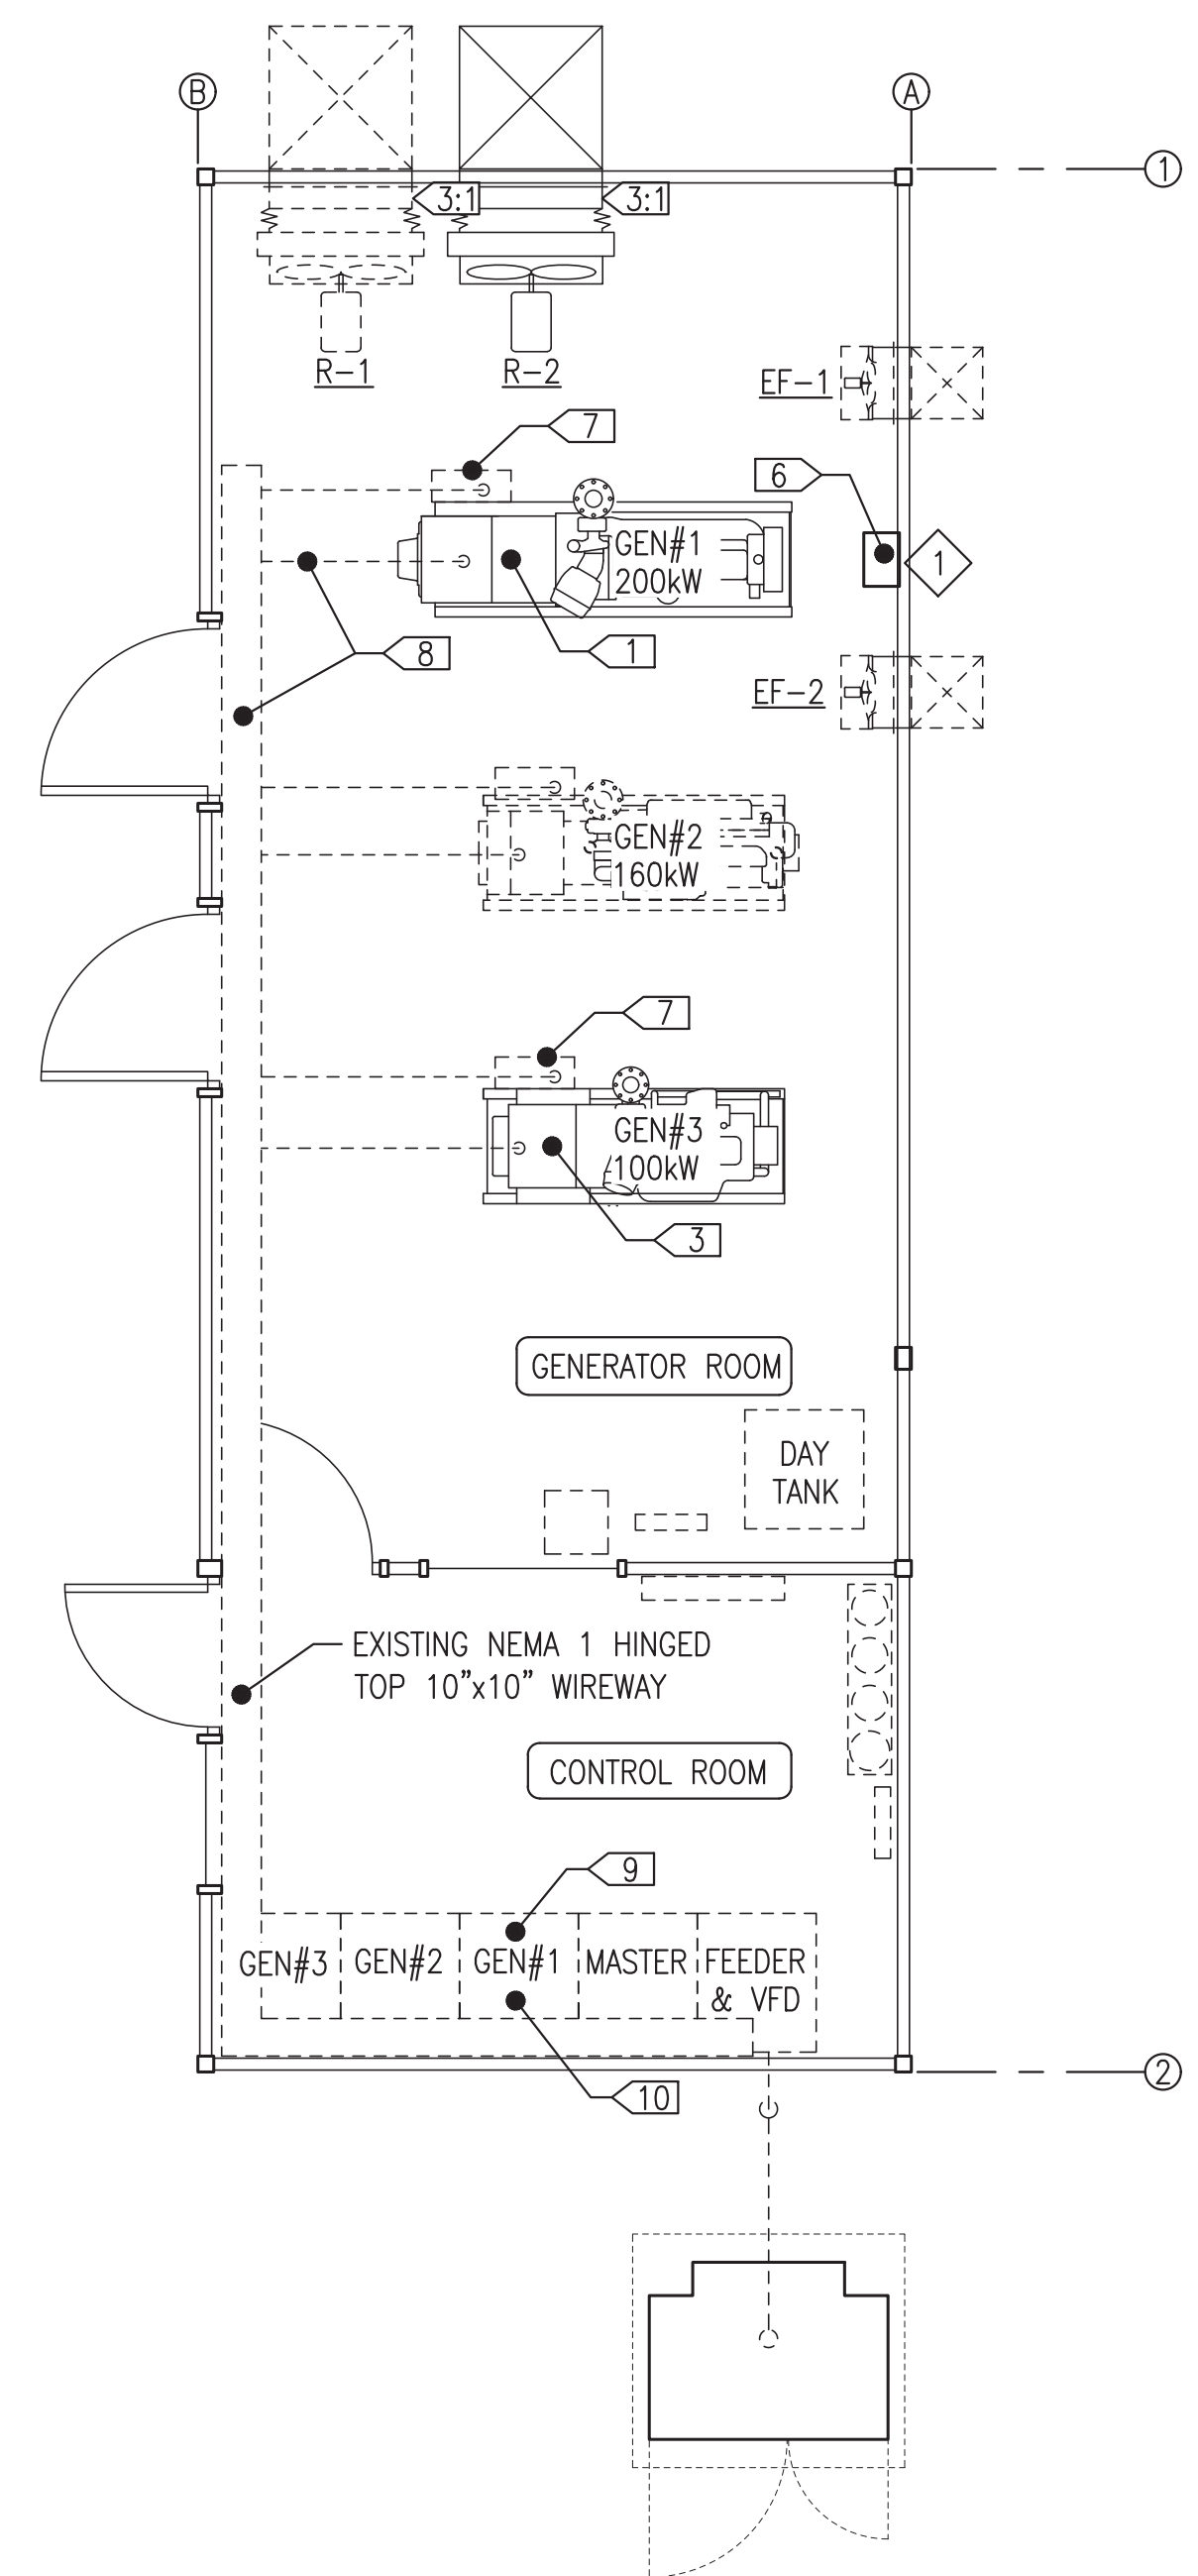 B
A
1
3:1
3:1
R-1
R-2
EF-1
7
6
GEN#1
200kW
1
1
8
EF-2
GEN#2
160kW
7
GEN#3
100kW
3
GENERATOR ROOM
DAY
TANK
EXISTING NEMA 1 HINGED
TOP 10"x10" WIREWAY
CONTROL ROOM
9
GEN#3
GEN#2
GEN#1
MASTER
FEEDER
& VFD
10
2